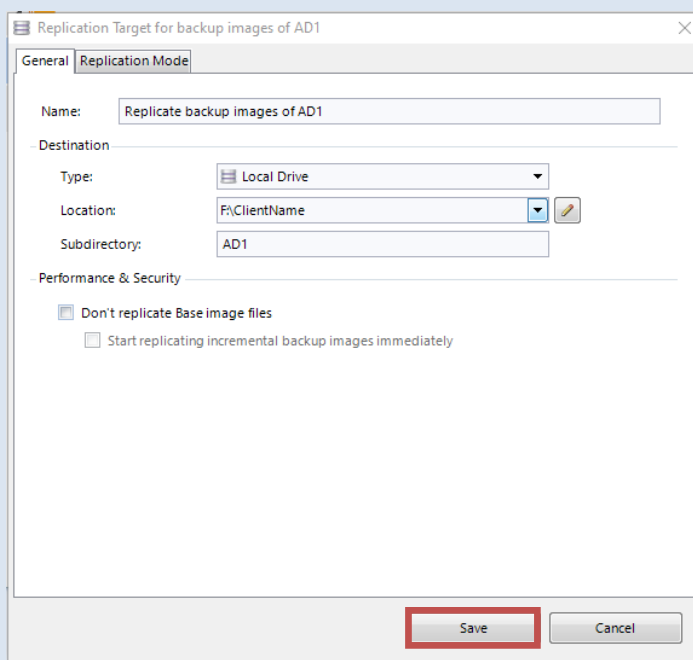 Replication Target for backup images of AD1
General Replication Mode
Name: Replicate backup images of AD1
Destination
Type: Local Drive
Location: F:\ClientName
Subdirectory: AD1
Performance & Security
Don't replicate Base image files
Start replicating incremental backup images immediately
Save Cancel